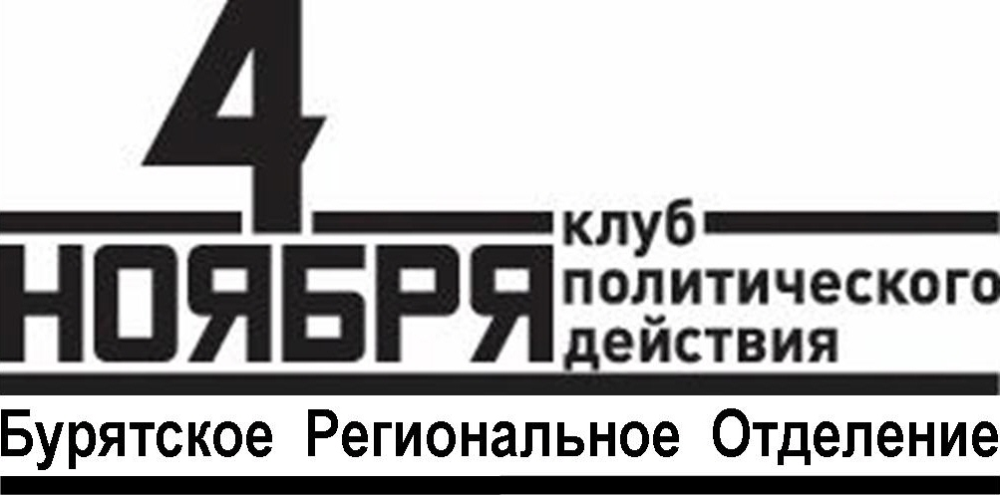 4
НОЯБРЯ
клуб
политического
действия
Бурятское Региональное Отделение